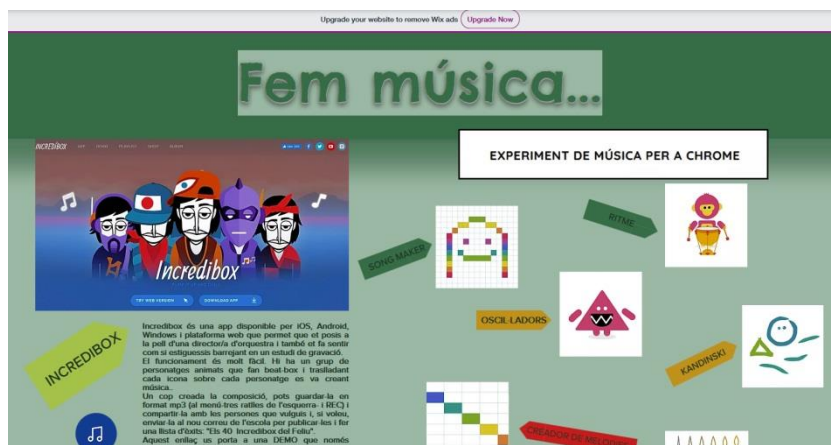 Upgrade your website to remove Wix ads Upgrade Now
Fem música...
INCREDIBOX
EXPERIMENT DE MÚSICA PER A CHROME
RITME
SONG MAKER
Incredibox
TRY WEB VERSION
DOWNLOAD APP
OSCIL·LADORS
INCREDIBOX
Incredibox és una app disponible per iOS, Android,
Windows i plataforma web que permet que et posis a
la pell d'una director/a d'orquestra i també et fa sentir
com si estiguessis barrejant en un estudi de gravació.
El funcionament és molt fàcil. Hi ha un grup de
personatges animats que fan beat-box i traslladant
cada icona sobre cada personatge es va creant
música..
Un cop creada la composició, pots guardar-la en
format mp3 (al menú-tres ratlles de l'esquerra- i REC) i
compartir-la amb les persones que vulguis i, si voleu,
enviar-la al nou correu de l'escola per publicar-les i fer
una llista d'èxits: "Els 40 Incredibox del Feliu".
Aquest enllaç us porta a una DEMO que només
KANDINSKI
CREADOR DE MELODIES